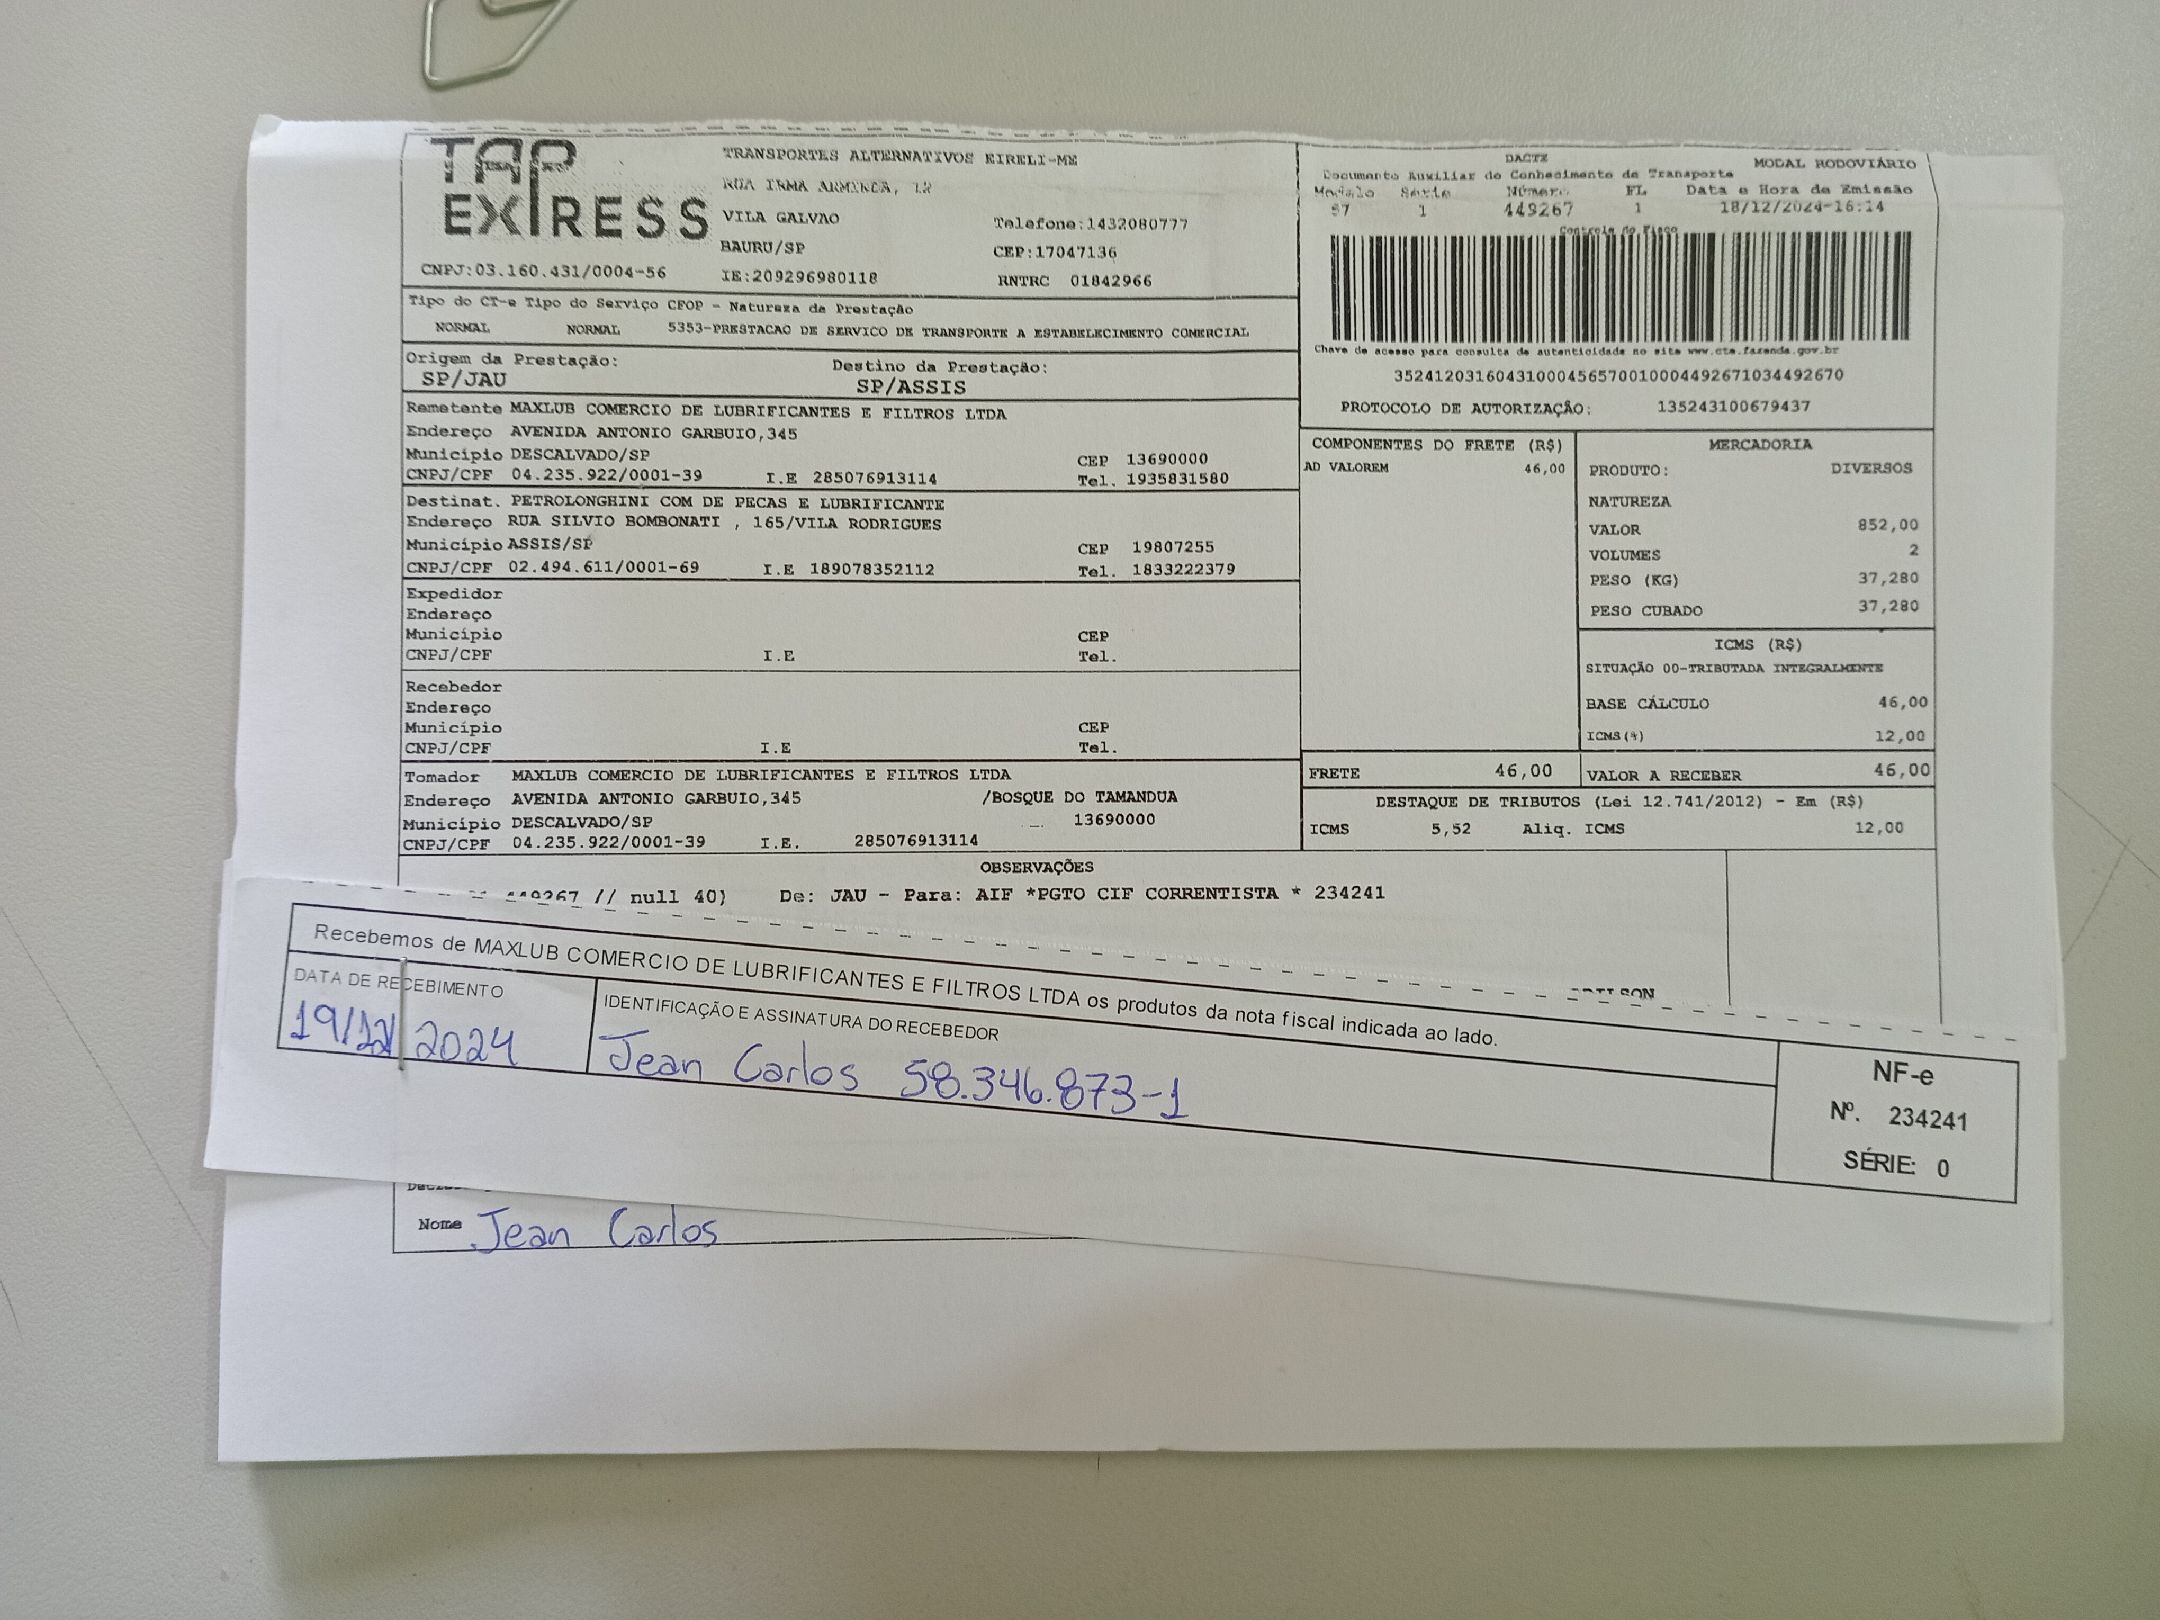 TAP
EXPRESS
CNPJ:03.160.431/0004-56
TRANSPORTES ALTERNATIVOS EIRELI-ME
RUA IRMA ARMINDA, 12
VILA GALVAO
Telefone:1432080777
BAURU/SP
CEP:17047136
IE:209296980118
RNTRC 01842966
DACTE
MODAL RODOVIÁRIO
Documento Auxiliar do Conhecimento de Transporte
Modelo Série Número FL Data e Hora de Emissão
57 1 449267 1 18/12/2024-16:14
Controle do Fisco
Chave de acesso para consulta de autenticidade no site www.cte.fazenda.gov.br
35241203160431000456570010004492671034492670
PROTOCOLO DE AUTORIZAÇÃO: 135243100679437
Tipo do CT-e Tipo do Serviço CFOP - Natureza da Prestação
NORMAL NORMAL 5353-PRESTACAO DE SERVICO DE TRANSPORTE A ESTABELECIMENTO COMERCIAL
Origem da Prestação: Destino da Prestação:
SP/JAU SP/ASSIS
Remetente MAXLUB COMERCIO DE LUBRIFICANTES E FILTROS LTDA
Endereço AVENIDA ANTONIO GARBUIO,345
Município DESCALVADO/SP CEP 13690000
CNPJ/CPF 04.235.922/0001-39 I.E 285076913114 Tel. 1935831580
Destinat. PETROLONGHINI COM DE PECAS E LUBRIFICANTE
Endereço RUA SILVIO BOMBONATI , 165/VILA RODRIGUES
Município ASSIS/SP CEP 19807255
CNPJ/CPF 02.494.611/0001-69 I.E 189078352112 Tel. 1833222379
Expedidor
Endereço
Município CEP
CNPJ/CPF I.E Tel.
Recebedor
Endereço
Município CEP
CNPJ/CPF I.E Tel.
Tomador MAXLUB COMERCIO DE LUBRIFICANTES E FILTROS LTDA
Endereço AVENIDA ANTONIO GARBUIO,345 /BOSQUE DO TAMANDUA
Município DESCALVADO/SP 13690000
CNPJ/CPF 04.235.922/0001-39 I.E. 285076913114
COMPONENTES DO FRETE (R$)
AD VALOREM 46,00
MERCADORIA
PRODUTO: DIVERSOS
NATUREZA
VALOR 852,00
VOLUMES 2
PESO (KG) 37,280
PESO CUBADO 37,280
ICMS (R$)
SITUAÇÃO 00-TRIBUTADA INTEGRALMENTE
BASE CÁLCULO 46,00
ICMS(%) 12,00
FRETE 46,00 VALOR A RECEBER 46,00
DESTAQUE DE TRIBUTOS (Lei 12.741/2012) - Em (R$)
ICMS 5,52 Aliq. ICMS 12,00
OBSERVAÇÕES
449267 // null 40) De: JAU - Para: AIF *PGTO CIF CORRENTISTA * 234241
Recebemos de MAXLUB COMERCIO DE LUBRIFICANTES E FILTROS LTDA os produtos da nota fiscal indicada ao lado.
DATA DE RECEBIMENTO
19/12/2024
IDENTIFICAÇÃO E ASSINATURA DO RECEBEDOR
Jean Carlos 58.346.873-1
NF-e
Nº. 234241
SÉRIE: 0
Nome Jean Carlos